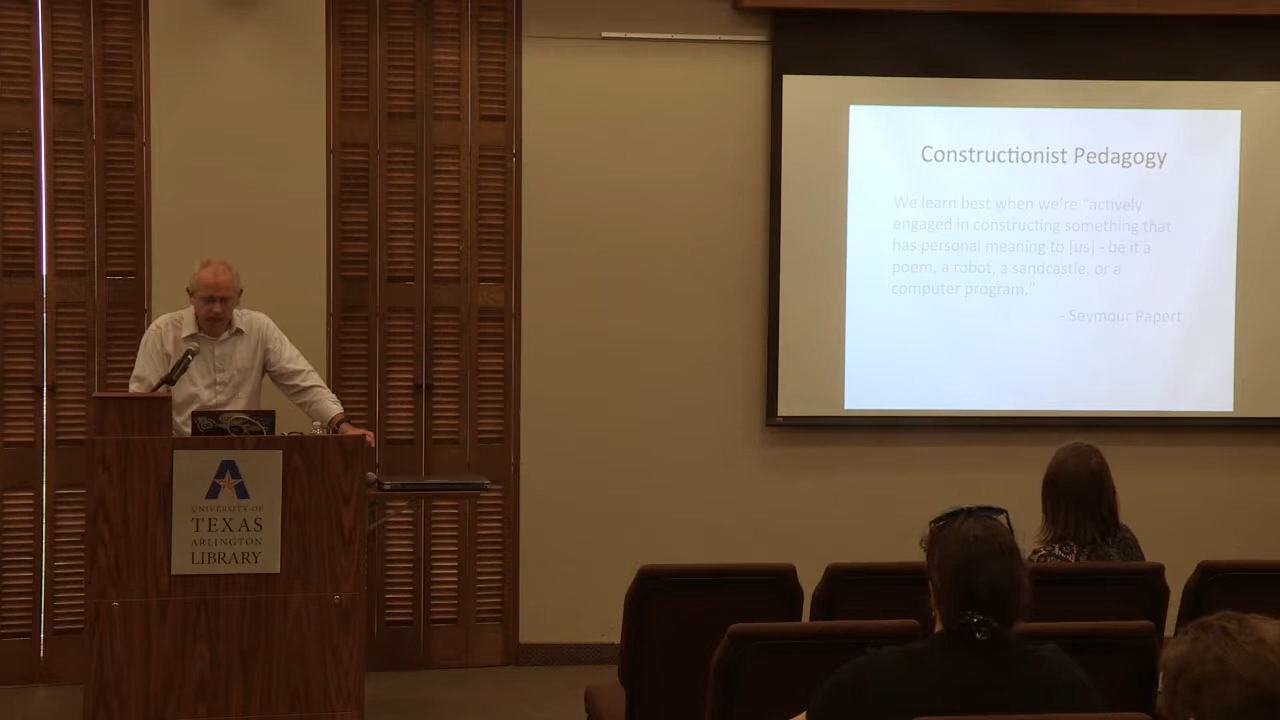 Constructionist Pedagogy
We learn best when we're "actively
engaged in constructing something that
has personal meaning to [us] - be it a
poem, a robot, a sandcastle, or a
computer program."
- Seymour Papert
UNIVERSITY OF
TEXAS
ARLINGTON
LIBRARY